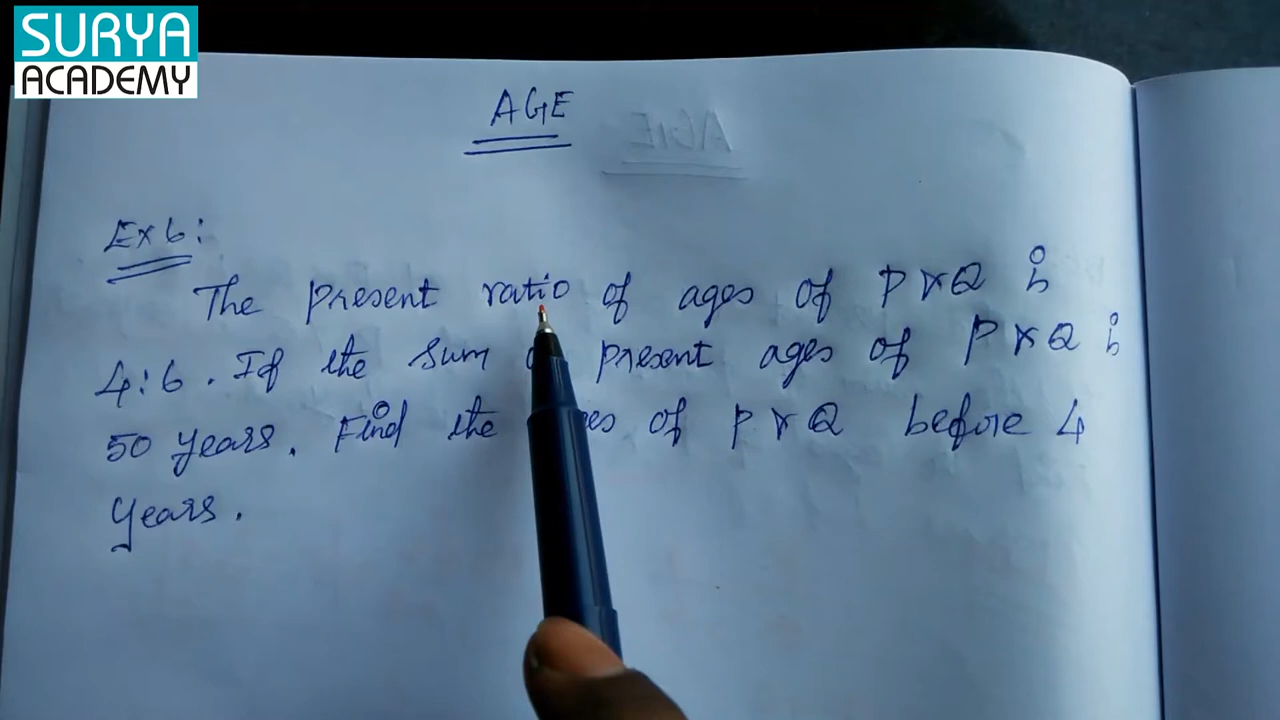 SURYA
ACADEMY
AGE
Ex 6:
The present ratio of ages of P & Q is
4:6. If the sum present ages of P & Q is
50 years. Find the of P & Q before 4
years.